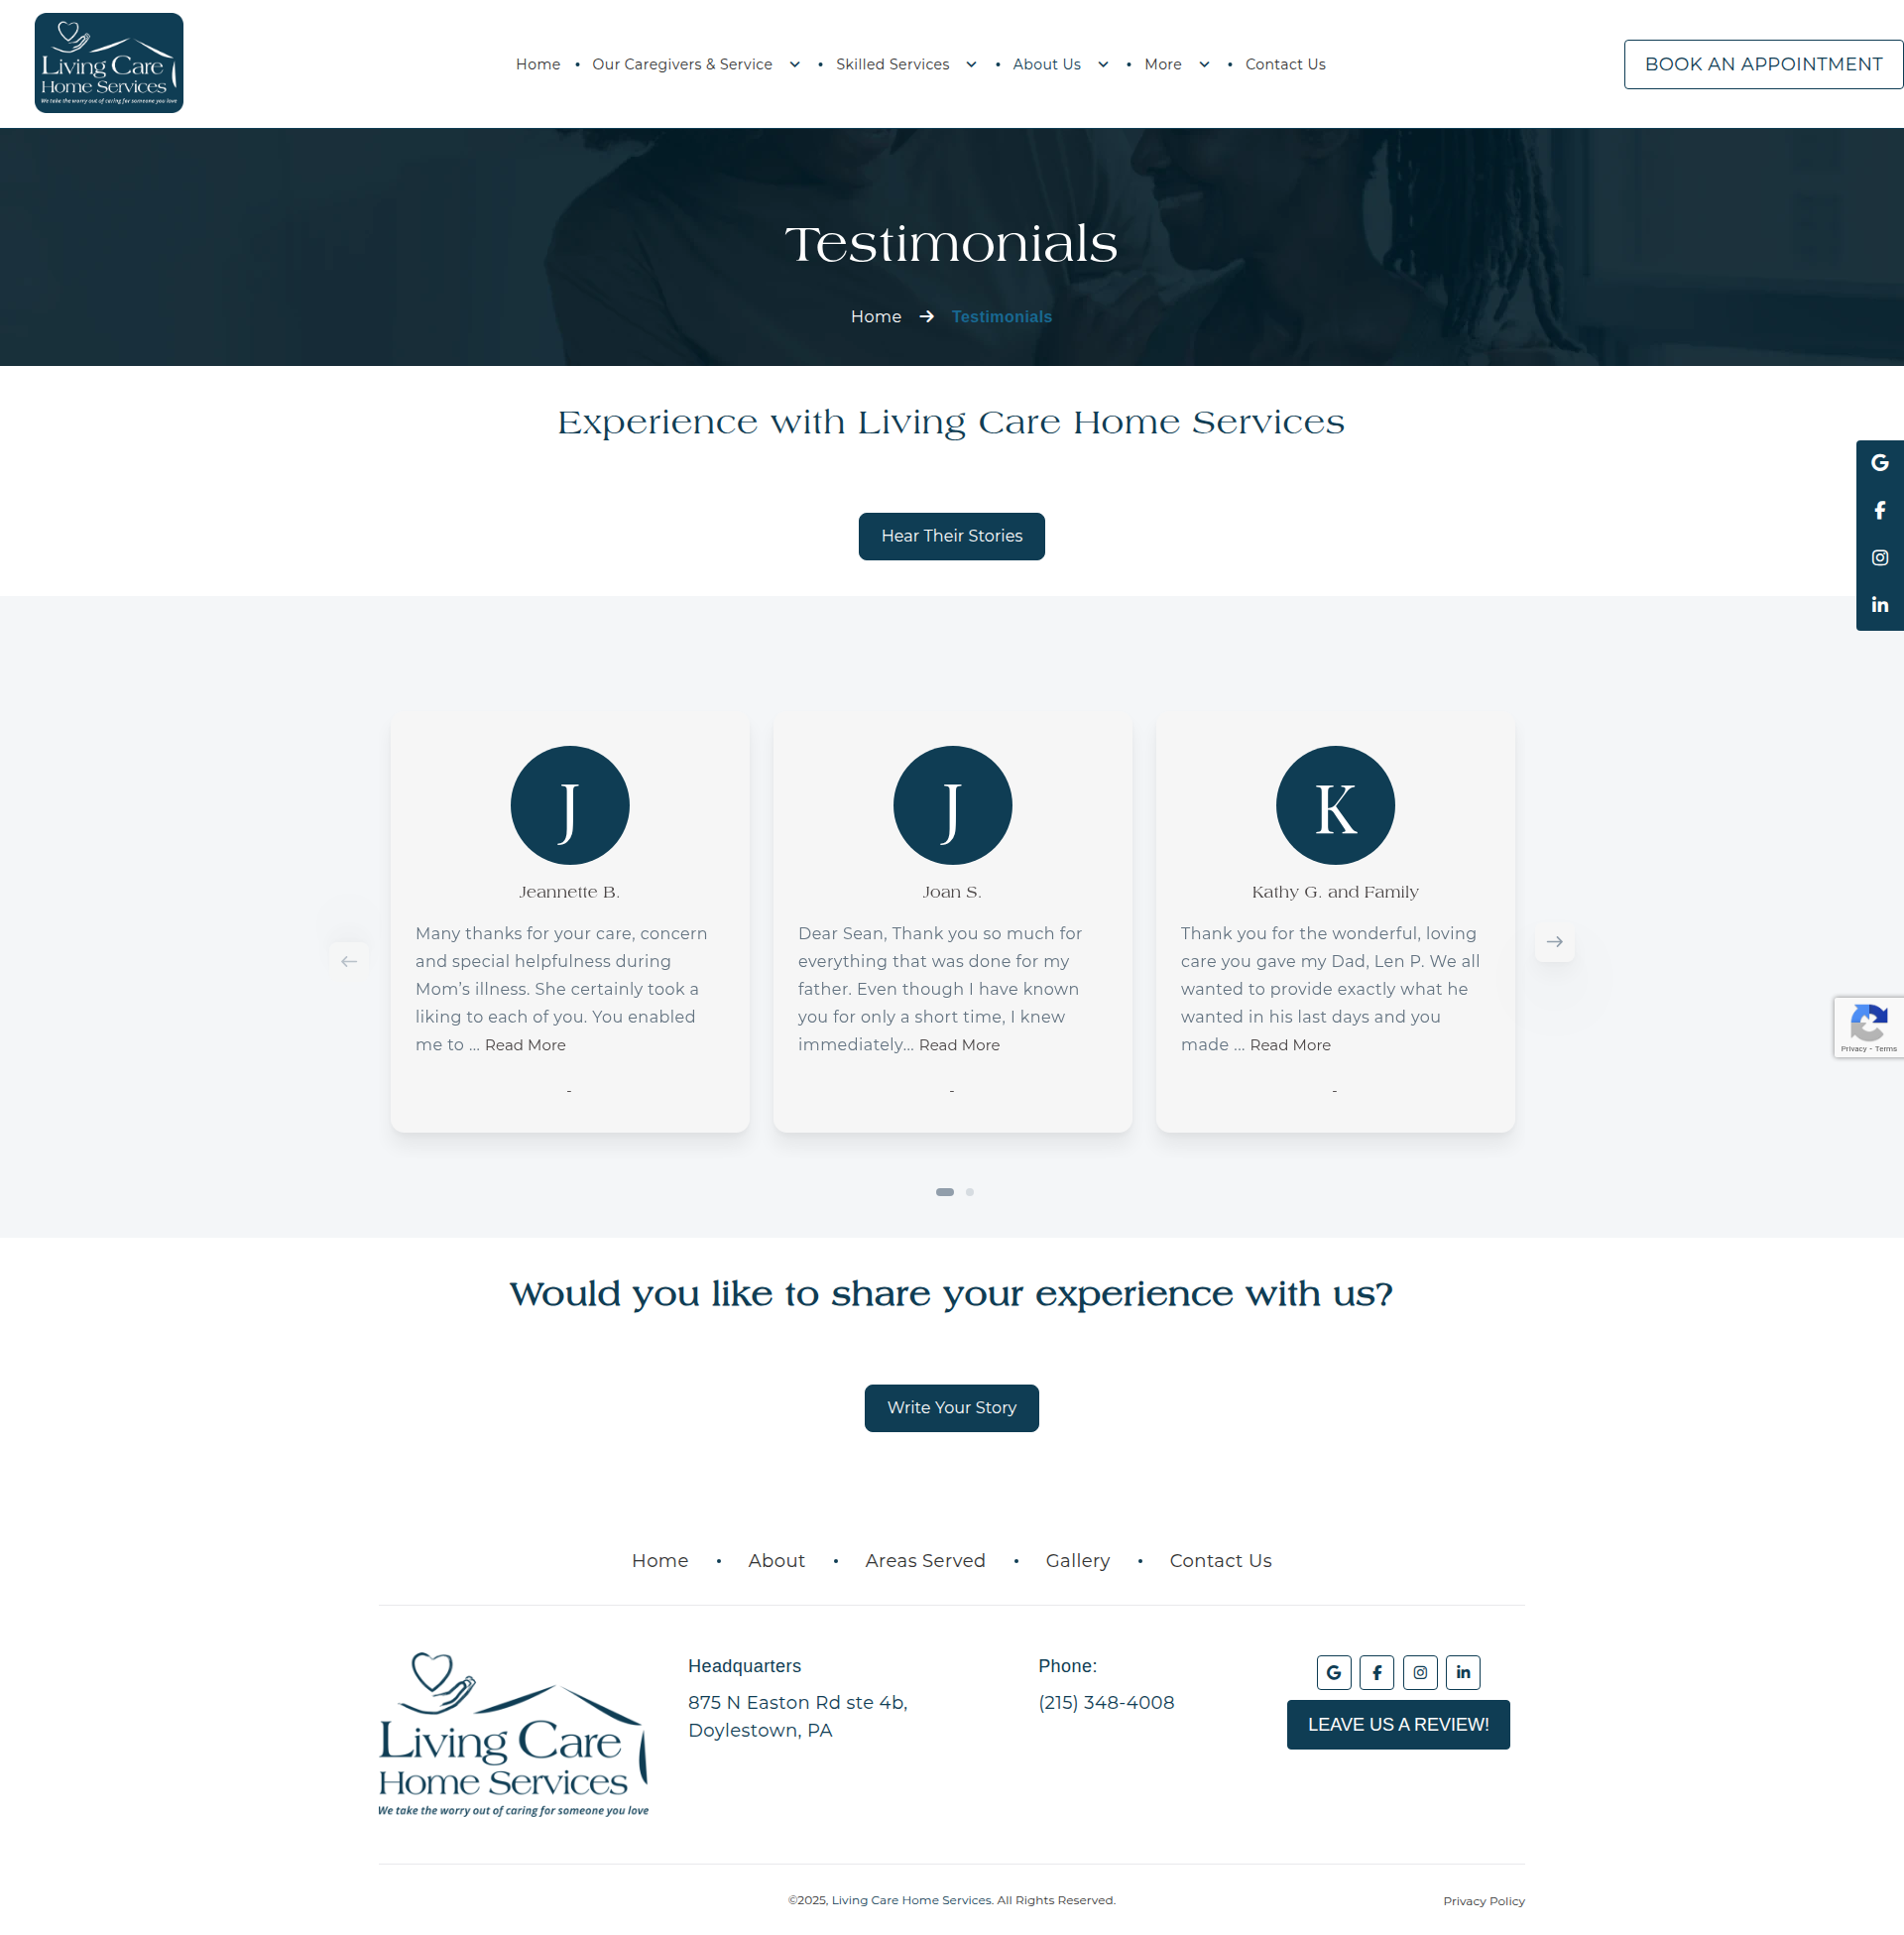 Living Care
Home Services
We take the worry out of caring for someone you love
Home • Our Caregivers & Service • Skilled Services • About Us • More • Contact Us
BOOK AN APPOINTMENT
Testimonials
Home → Testimonials
Experience with Living Care Home Services
Hear Their Stories
J
Jeannette B.
Many thanks for your care, concern
and special helpfulness during
Mom’s illness. She certainly took a
liking to each of you. You enabled
me to ... Read More
-
J
Joan S.
Dear Sean, Thank you so much for
everything that was done for my
father. Even though I have known
you for only a short time, I knew
immediately... Read More
-
K
Kathy G. and Family
Thank you for the wonderful, loving
care you gave my Dad, Len P. We all
wanted to provide exactly what he
wanted in his last days and you
made ... Read More
-
Privacy - Terms
Would you like to share your experience with us?
Write Your Story
Home • About • Areas Served • Gallery • Contact Us
Living Care
Home Services
We take the worry out of caring for someone you love
Headquarters
875 N Easton Rd ste 4b,
Doylestown, PA
Phone:
(215) 348-4008
LEAVE US A REVIEW!
©2025, Living Care Home Services. All Rights Reserved.
Privacy Policy